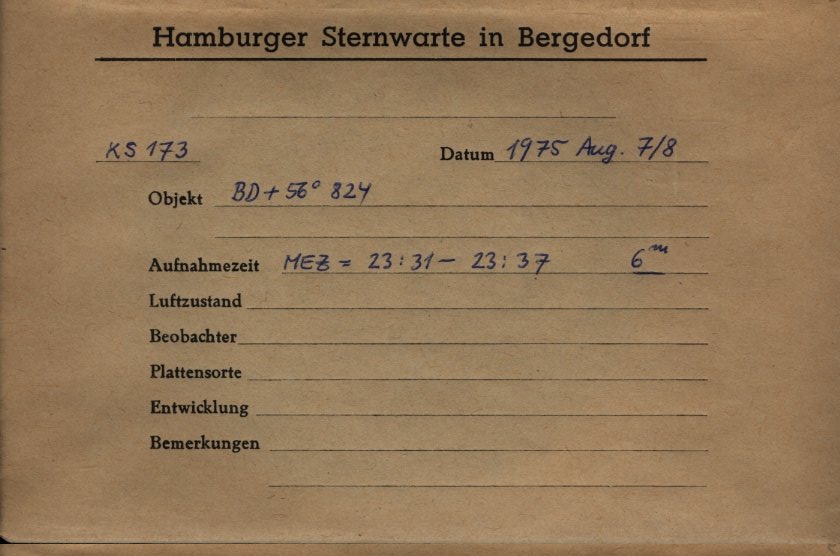 Hamburger Sternwarte in Bergedorf
KS 173 Datum 1975 Aug. 7/8
Objekt BD + 56° 824
Aufnahmezeit MEZ = 23:31 – 23:37 6ᵐ
Luftzustand
Beobachter
Plattensorte
Entwicklung
Bemerkungen